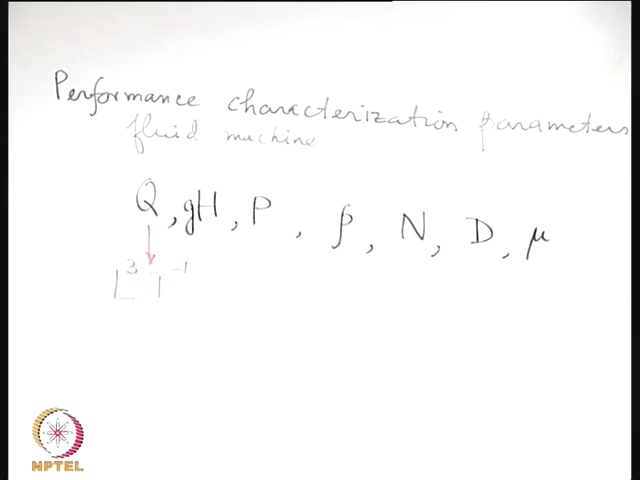 Performance characterization parameters
fluid machine
Q, gH, P, ρ, N, D, μ
L³T⁻¹
NPTEL